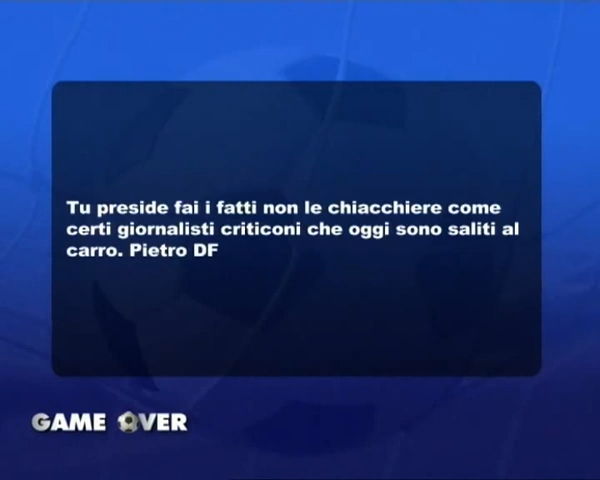 Tu preside fai i fatti non le chiacchiere come
certi giornalisti criticoni che oggi sono saliti al
carro. Pietro DF
GAME OVER